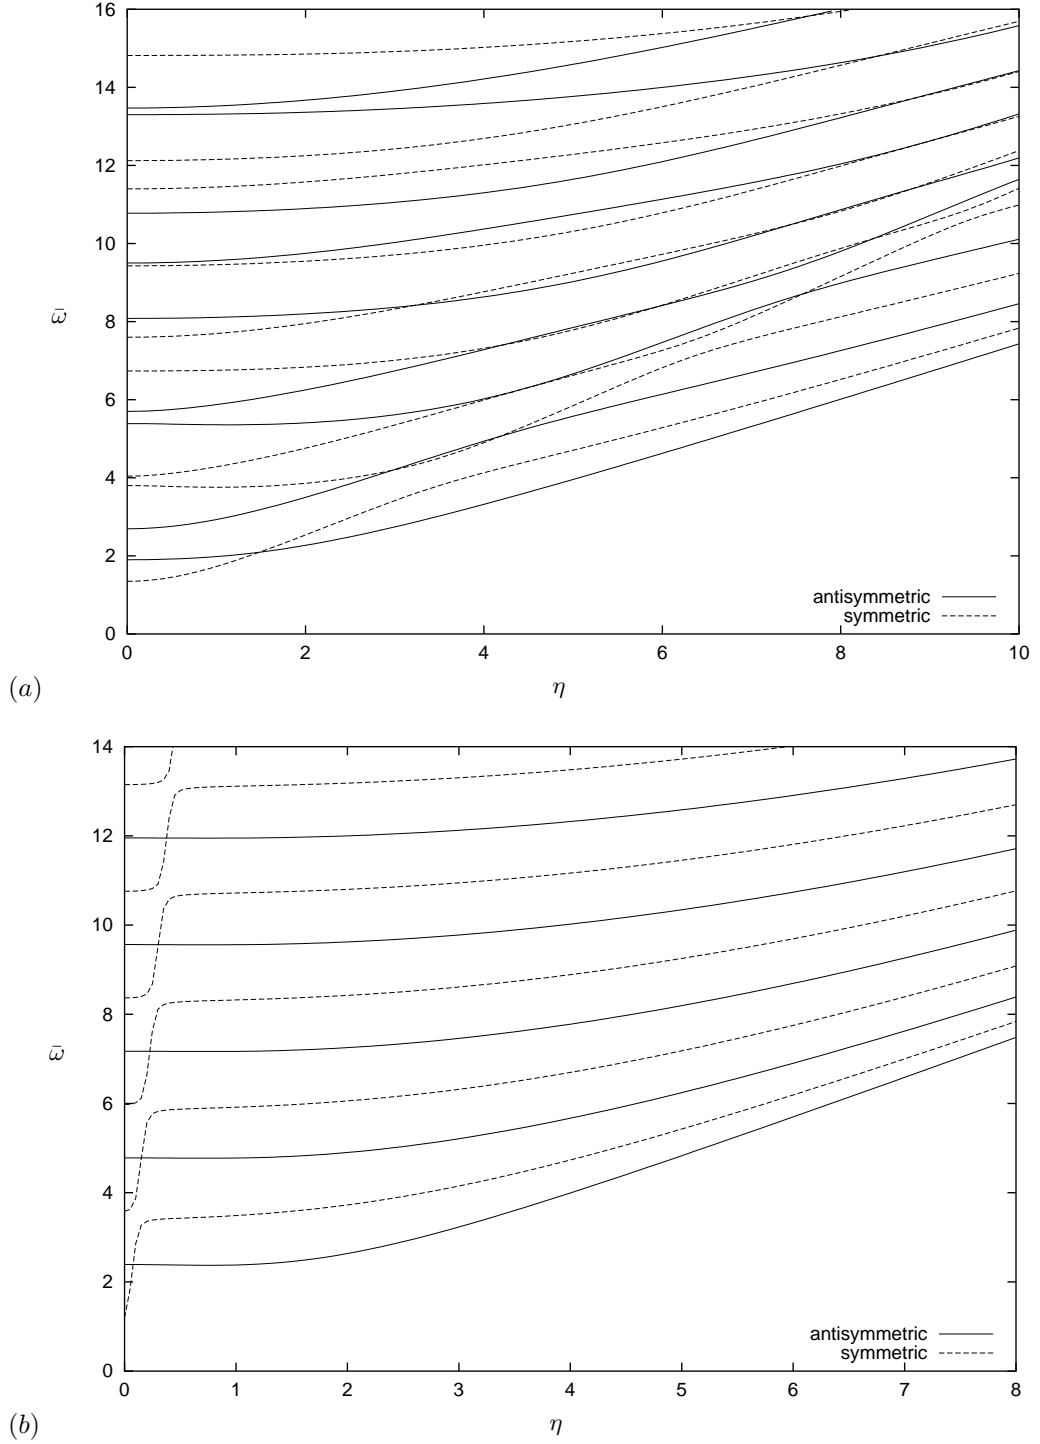 16
14
12
10
8
6
4
2
0
ω̄
antisymmetric
symmetric
0 2 4 6 8 10
(a)
η
14
12
10
8
6
4
2
0
ω̄
antisymmetric
symmetric
0 1 2 3 4 5 6 7 8
(b)
η